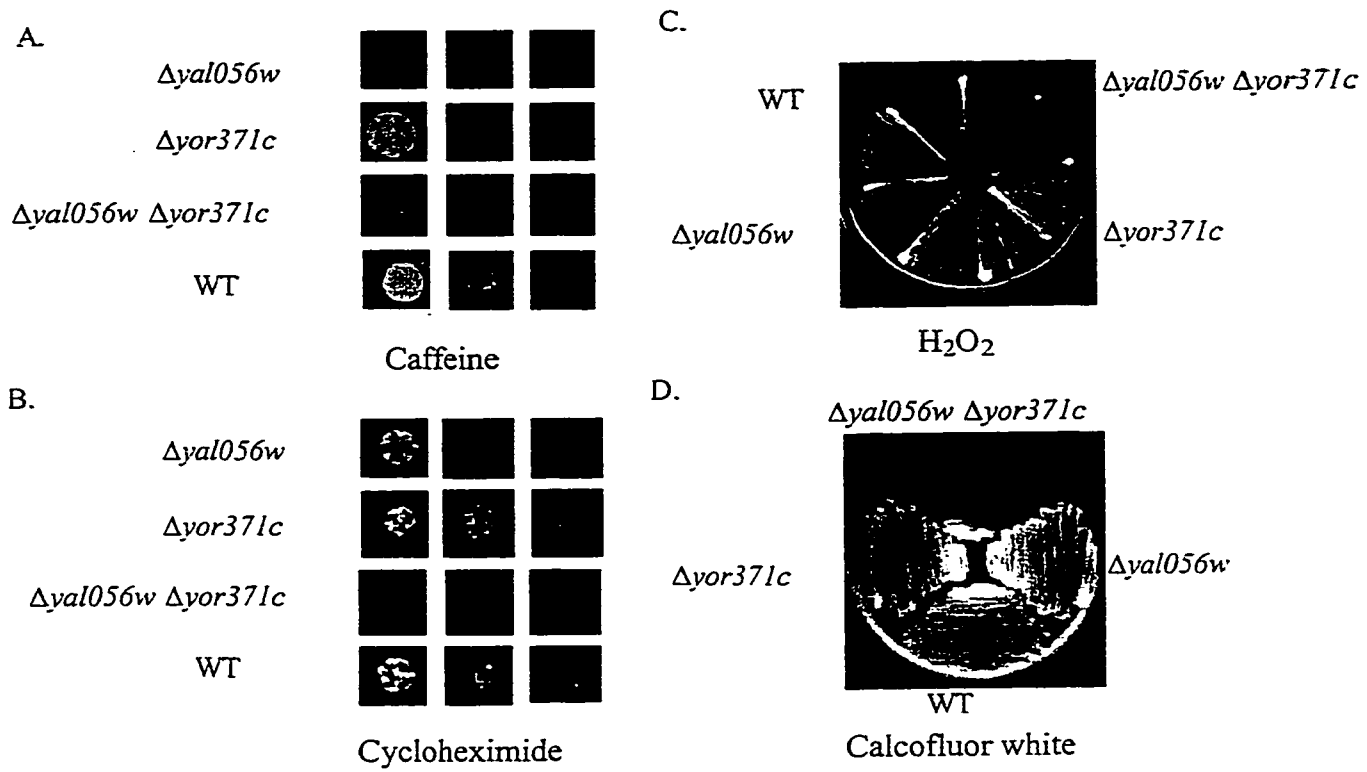 A.
Δyal056w
Δyor371c
Δyal056w Δyor371c
WT
Caffeine
B.
Δyal056w
Δyor371c
Δyal056w Δyor371c
WT
Cycloheximide
C.
WT
Δyal056w Δyor371c
Δyal056w
Δyor371c
H₂O₂
D.
Δyal056w Δyor371c
Δyor371c
Δyal056w
WT
Calcofluor white